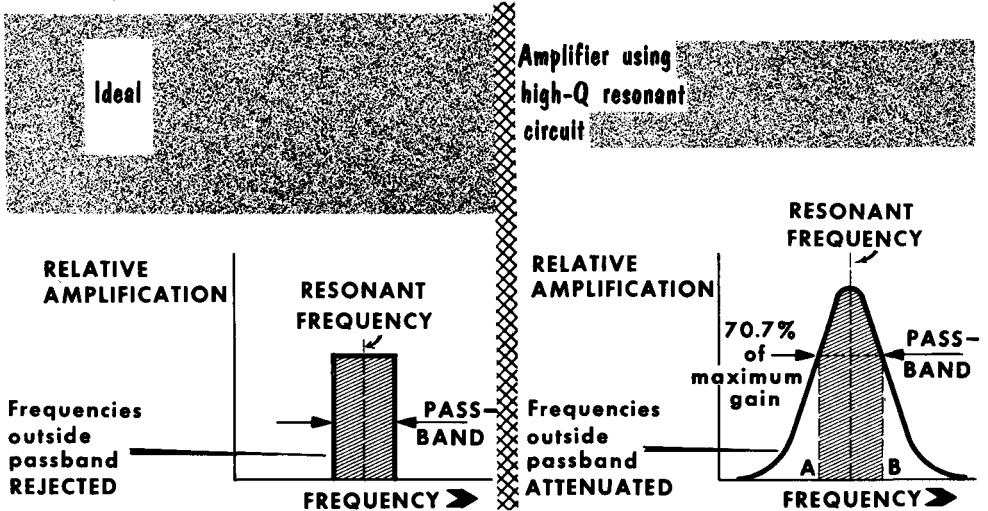 Ideal
RELATIVE
AMPLIFICATION
RESONANT
FREQUENCY
PASS-
BAND
Frequencies
outside
passband
REJECTED
FREQUENCY
Amplifier using
high-Q resonant
circuit
RESONANT
FREQUENCY
RELATIVE
AMPLIFICATION
70.7%
of
maximum
gain
PASS-
BAND
Frequencies
outside
passband
ATTENUATED
A
B
FREQUENCY